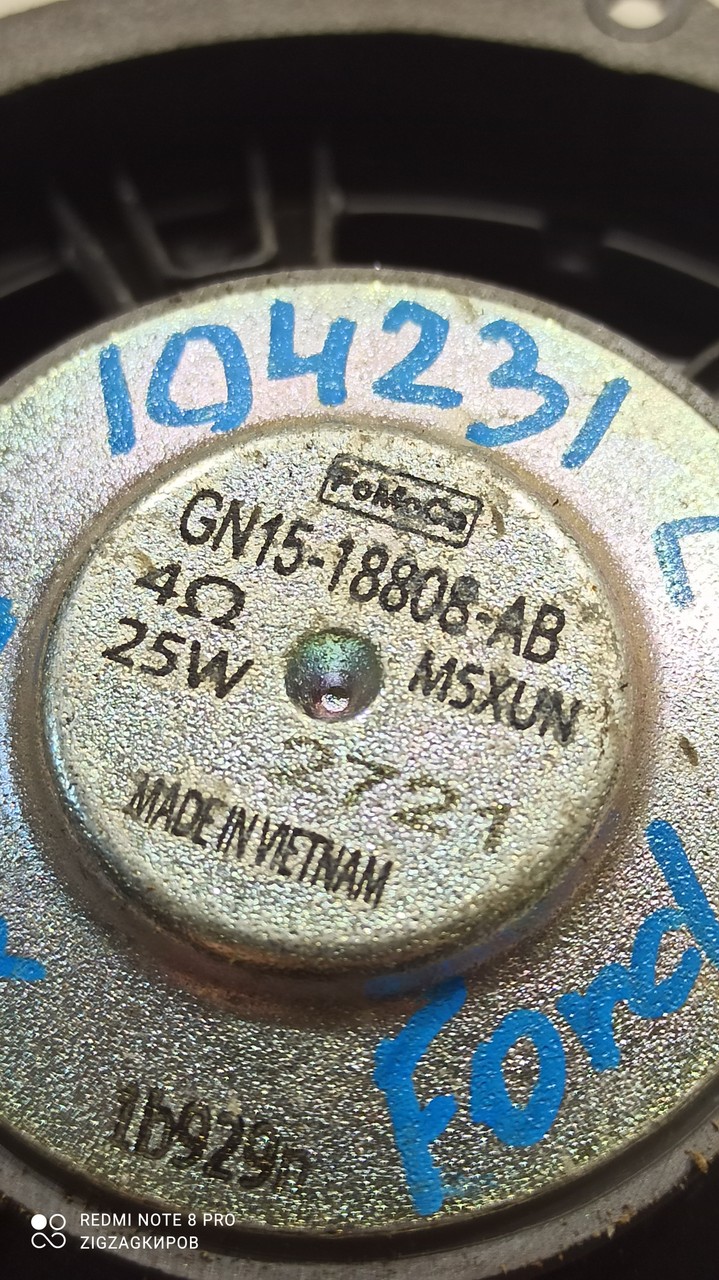 104231
FoMoCo
GN15-18808-AB
4Ω
25W
M5XUN
2721
MADE IN VIETNAM
Ford
REDMI NOTE 8 PRO
ZIGZAGКИРОВ